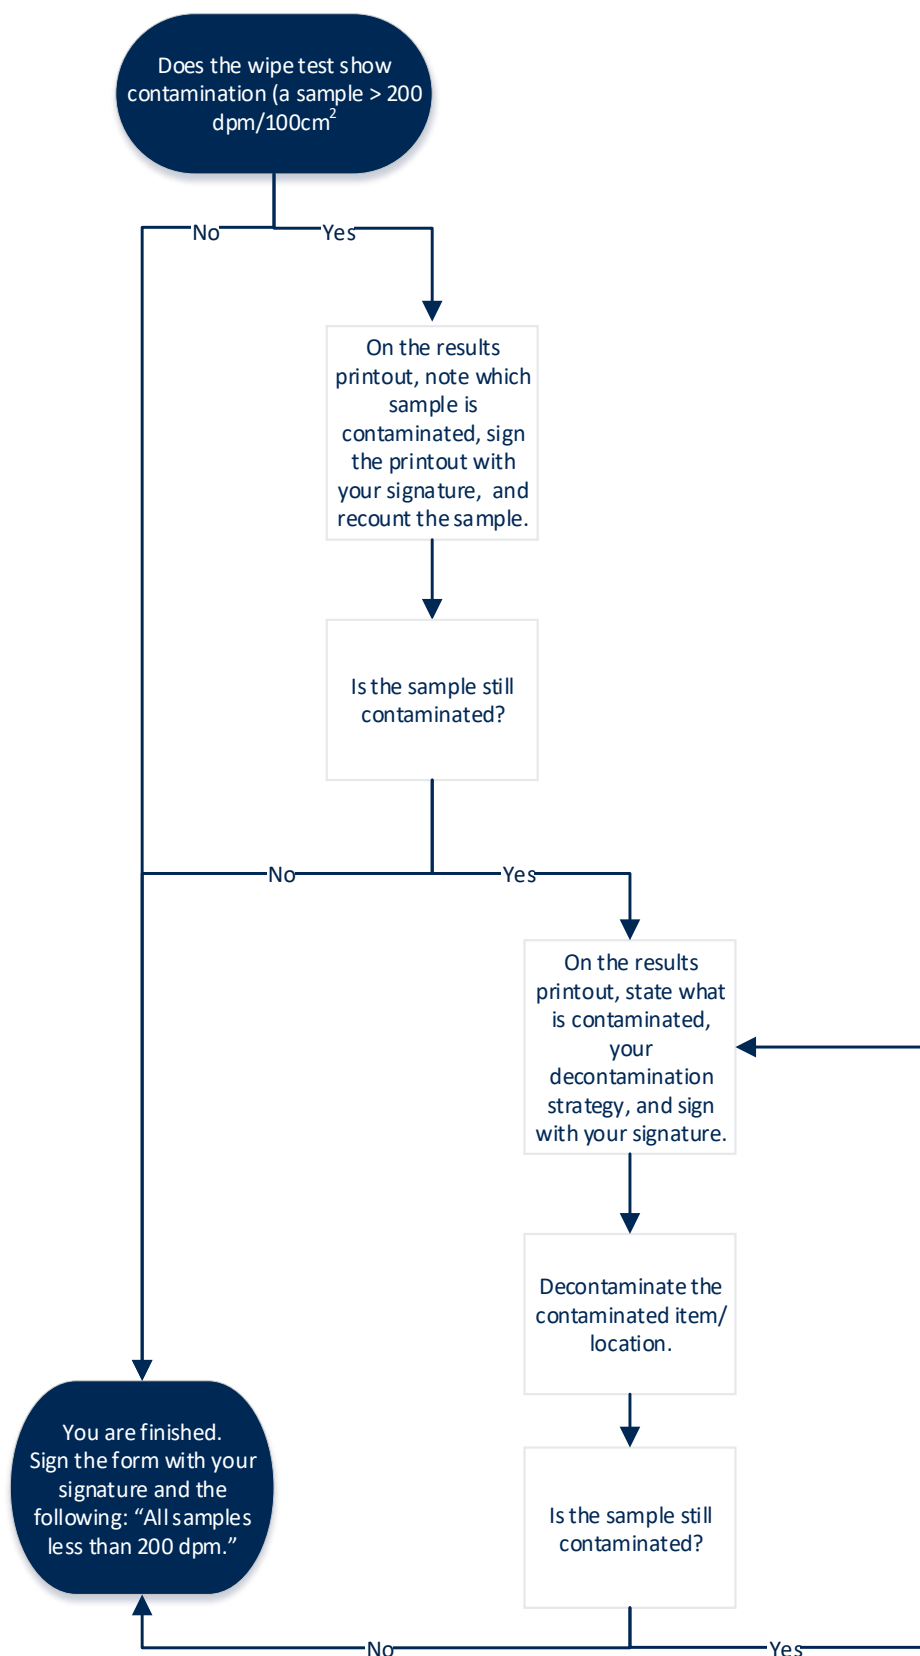 Does the wipe test show
contamination (a sample > 200
dpm/100cm²
No
Yes
On the results
printout, note which
sample is
contaminated, sign
the printout with
your signature, and
recount the sample.
Is the sample still
contaminated?
No
Yes
On the results
printout, state what
is contaminated,
your
decontamination
strategy, and sign
with your signature.
Decontaminate the
contaminated item/
location.
You are finished.
Sign the form with your
signature and the
following: “All samples
less than 200 dpm.”
Is the sample still
contaminated?
No
Yes